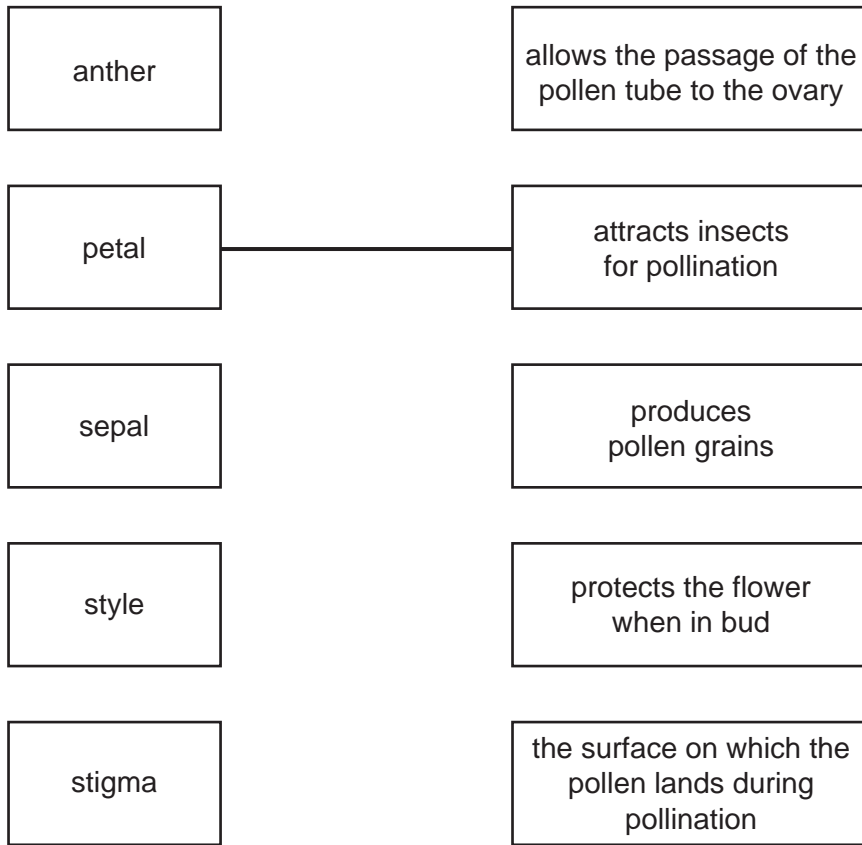 anther
allows the passage of the
pollen tube to the ovary
petal
attracts insects
for pollination
sepal
produces
pollen grains
style
protects the flower
when in bud
stigma
the surface on which the
pollen lands during
pollination